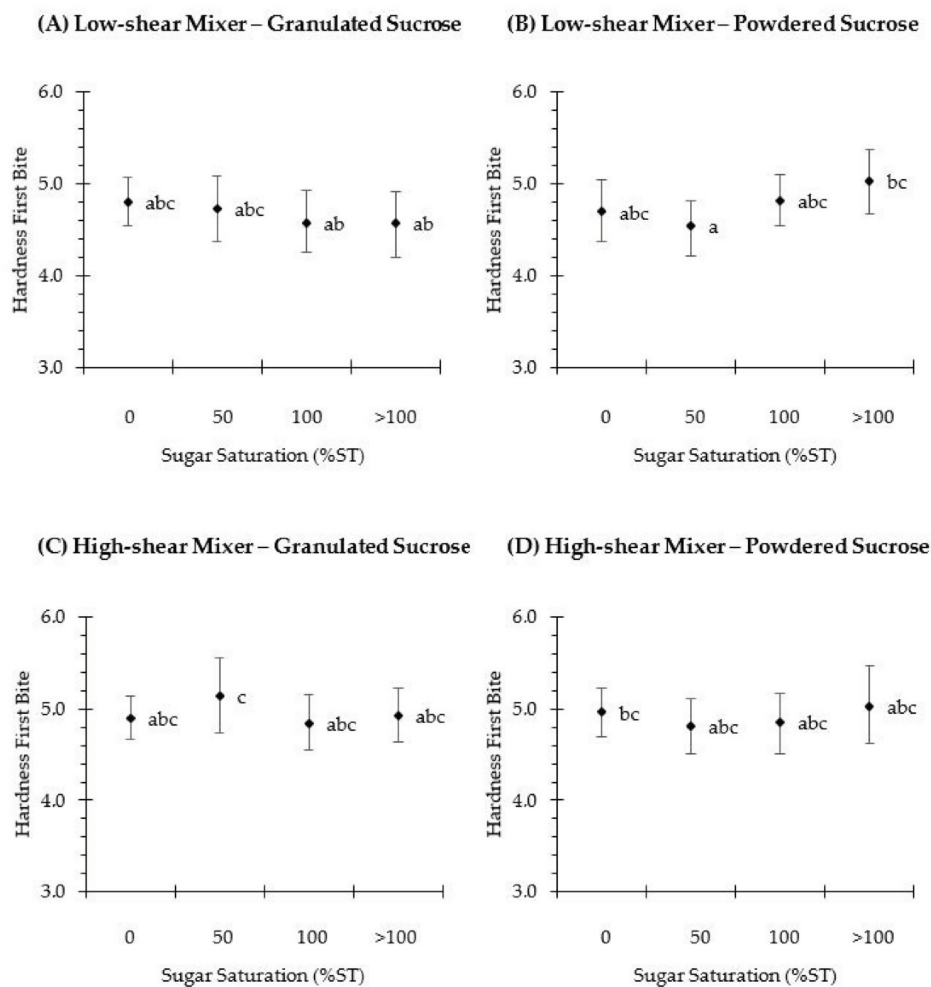 (A) Low-shear Mixer – Granulated Sucrose
6.0
5.0
4.0
3.0
Hardness First Bite
abc
abc
ab
ab
0 50 100 >100
Sugar Saturation (%ST)
(B) Low-shear Mixer – Powdered Sucrose
6.0
5.0
4.0
3.0
Hardness First Bite
abc
a
abc
bc
0 50 100 >100
Sugar Saturation (%ST)
(C) High-shear Mixer – Granulated Sucrose
6.0
5.0
4.0
3.0
Hardness First Bite
abc
c
abc
abc
0 50 100 >100
Sugar Saturation (%ST)
(D) High-shear Mixer – Powdered Sucrose
6.0
5.0
4.0
3.0
Hardness First Bite
bc
abc
abc
abc
0 50 100 >100
Sugar Saturation (%ST)